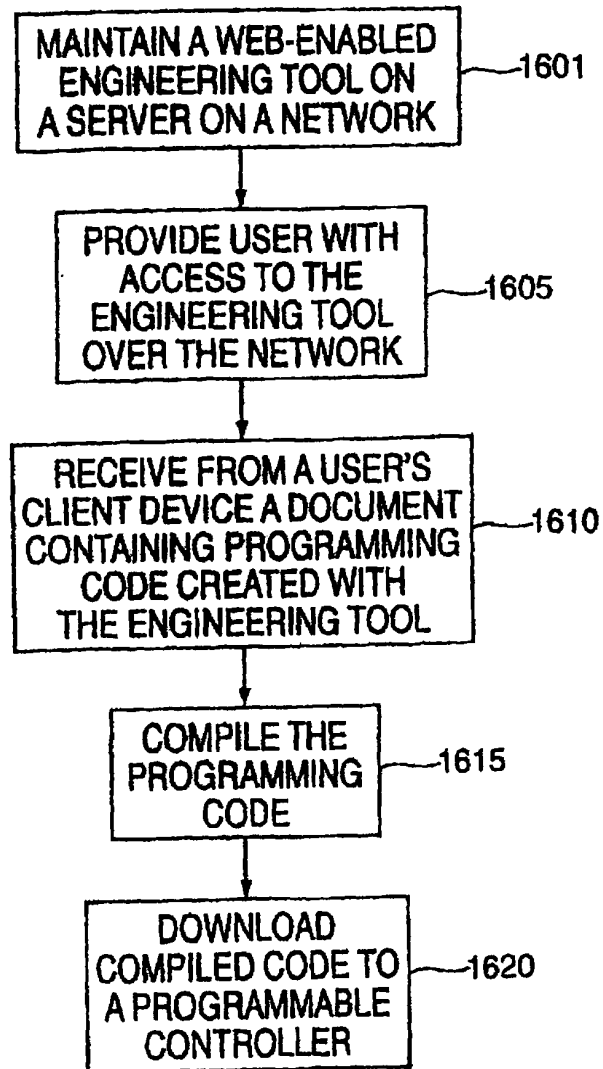 MAINTAIN A WEB-ENABLED
ENGINEERING TOOL ON
A SERVER ON A NETWORK
1601
PROVIDE USER WITH
ACCESS TO THE
ENGINEERING TOOL
OVER THE NETWORK
1605
RECEIVE FROM A USER'S
CLIENT DEVICE A DOCUMENT
CONTAINING PROGRAMMING
CODE CREATED WITH
THE ENGINEERING TOOL
1610
COMPILE THE
PROGRAMMING
CODE
1615
DOWNLOAD
COMPILED CODE TO
A PROGRAMMABLE
CONTROLLER
1620